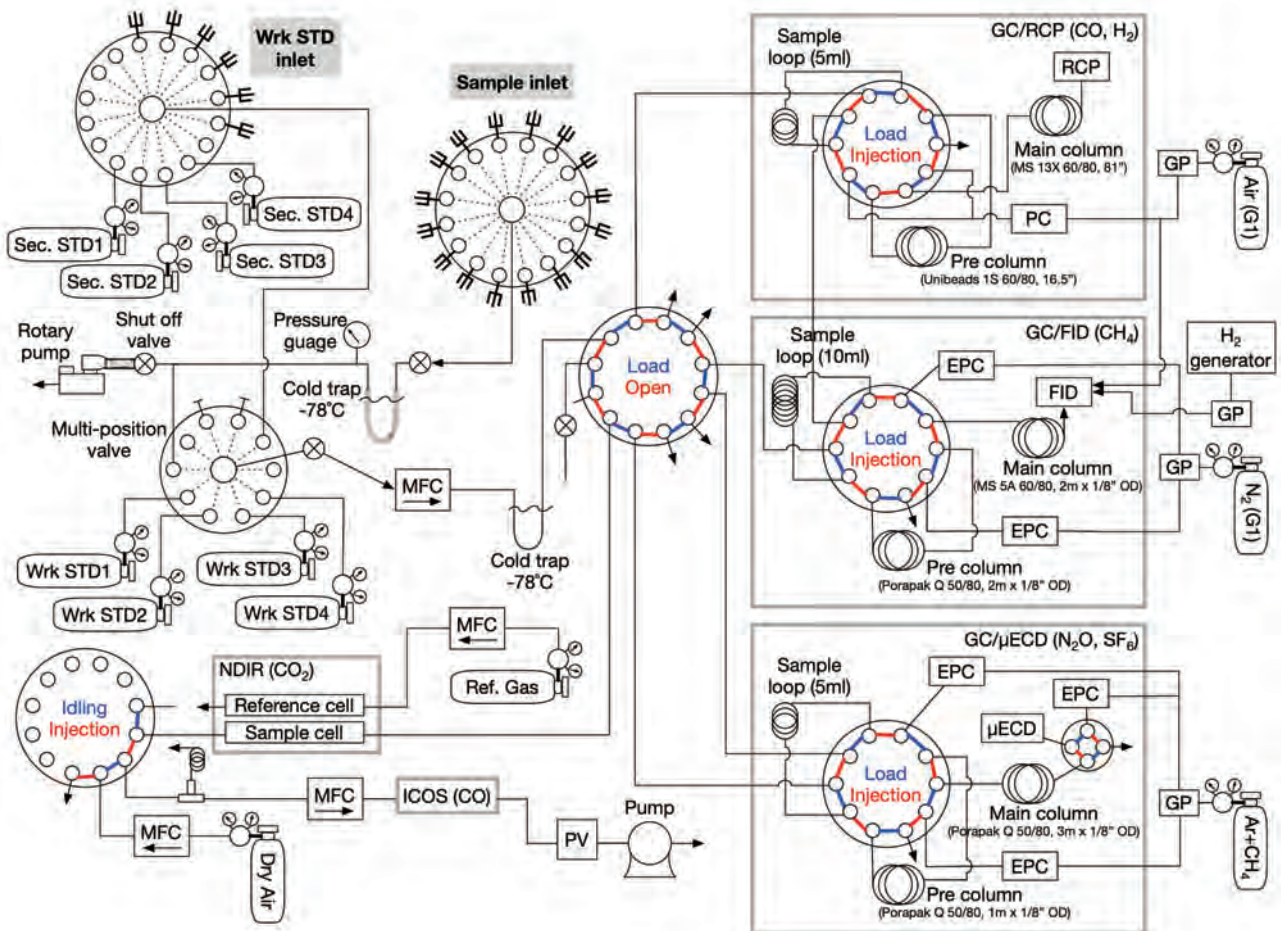 Wrk STD
inlet
Sample inlet
Sec. STD4
Sec. STD1
Sec. STD3
Sec. STD2
Shut off
valve
Pressure
guage
Rotary
pump
Cold trap
-78°C
Multi-position
valve
MFC
Cold trap
-78°C
Wrk STD1
Wrk STD3
Wrk STD2
Wrk STD4
Load
Open
MFC
Ref. Gas
NDIR (CO2)
Reference cell
Sample cell
Idling
Injection
MFC
Dry Air
MFC
ICOS (CO)
PV
Pump
GC/RCP (CO, H2)
Sample
loop (5ml)
RCP
Load
Injection
Main column
(MS 13X 60/80, 81")
PC
Pre column
(Unibeads 1S 60/80, 16.5")
GP
Air (G1)
GC/FID (CH4)
Sample
loop (10ml)
EPC
FID
Load
Injection
Main column
(MS 5A 60/80, 2m x 1/8" OD)
EPC
Pre column
(Porapak Q 50/80, 2m x 1/8" OD)
H2
generator
GP
GP
N2 (G1)
GC/μECD (N2O, SF6)
Sample
loop (5ml)
EPC
EPC
μECD
Load
Injection
Main column
(Porapak Q 50/80, 3m x 1/8" OD)
EPC
Pre column
(Porapak Q 50/80, 1m x 1/8" OD)
GP
Ar+CH4